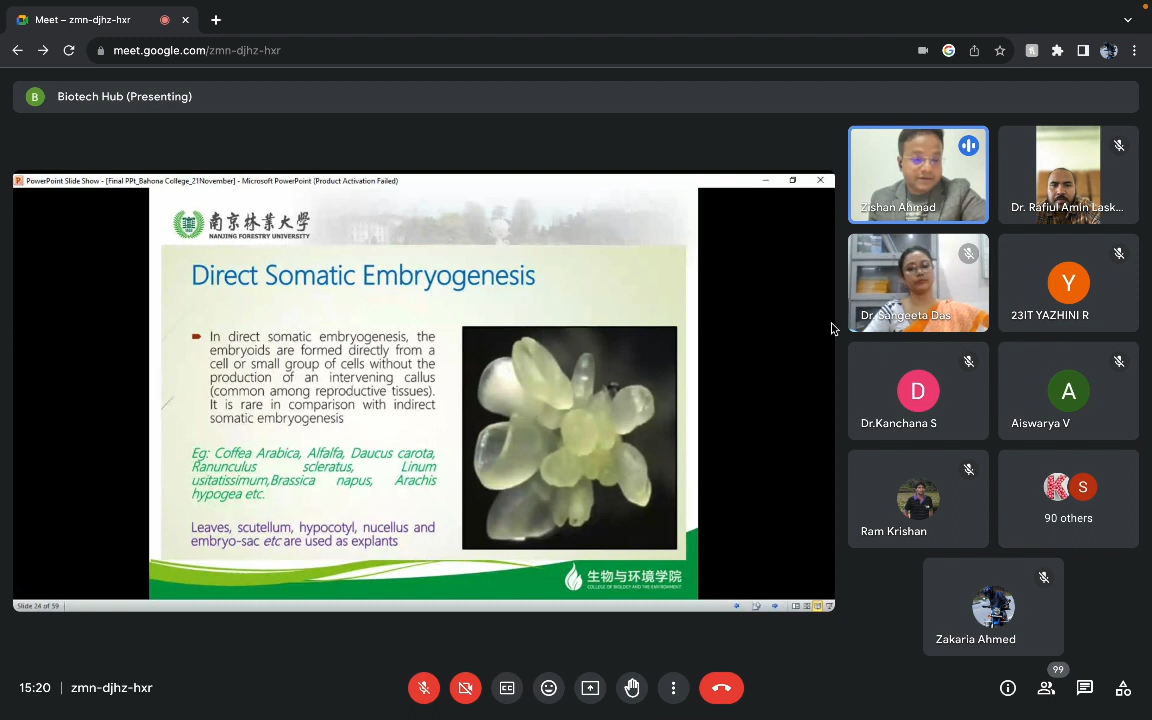 Meet – zmn-djhz-hxr
meet.google.com/zmn-djhz-hxr
B
Biotech Hub (Presenting)
PowerPoint Slide Show - [Final PPt_Bahona College_21November] - Microsoft PowerPoint (Product Activation Failed)
南京林業大學
NANJING FORESTRY UNIVERSITY
Direct Somatic Embryogenesis
In direct somatic embryogenesis, the
embryoids are formed directly from a
cell or small group of cells without the
production of an intervening callus
(common among reproductive tissues).
It is rare in comparison with indirect
somatic embryogenesis
Eg: Coffea Arabica, Alfalfa, Daucus carota,
Ranunculus scleratus, Linum
usitatissimum,Brassica napus, Arachis
hypogea etc.
Leaves, scutellum, hypocotyl, nucellus and
embryo-sac etc are used as explants
生物与环境学院
COLLEGE OF BIOLOGY AND THE ENVIRONMENT
Slide 24 of 59
Zishan Ahmad
Dr. Rafiul Amin Lask...
Dr. Sangeeta Das
Y
23IT YAZHINI R
D
Dr.Kanchana S
A
Aiswarya V
Ram Krishan
K
S
90 others
Zakaria Ahmed
15:20 | zmn-djhz-hxr
99